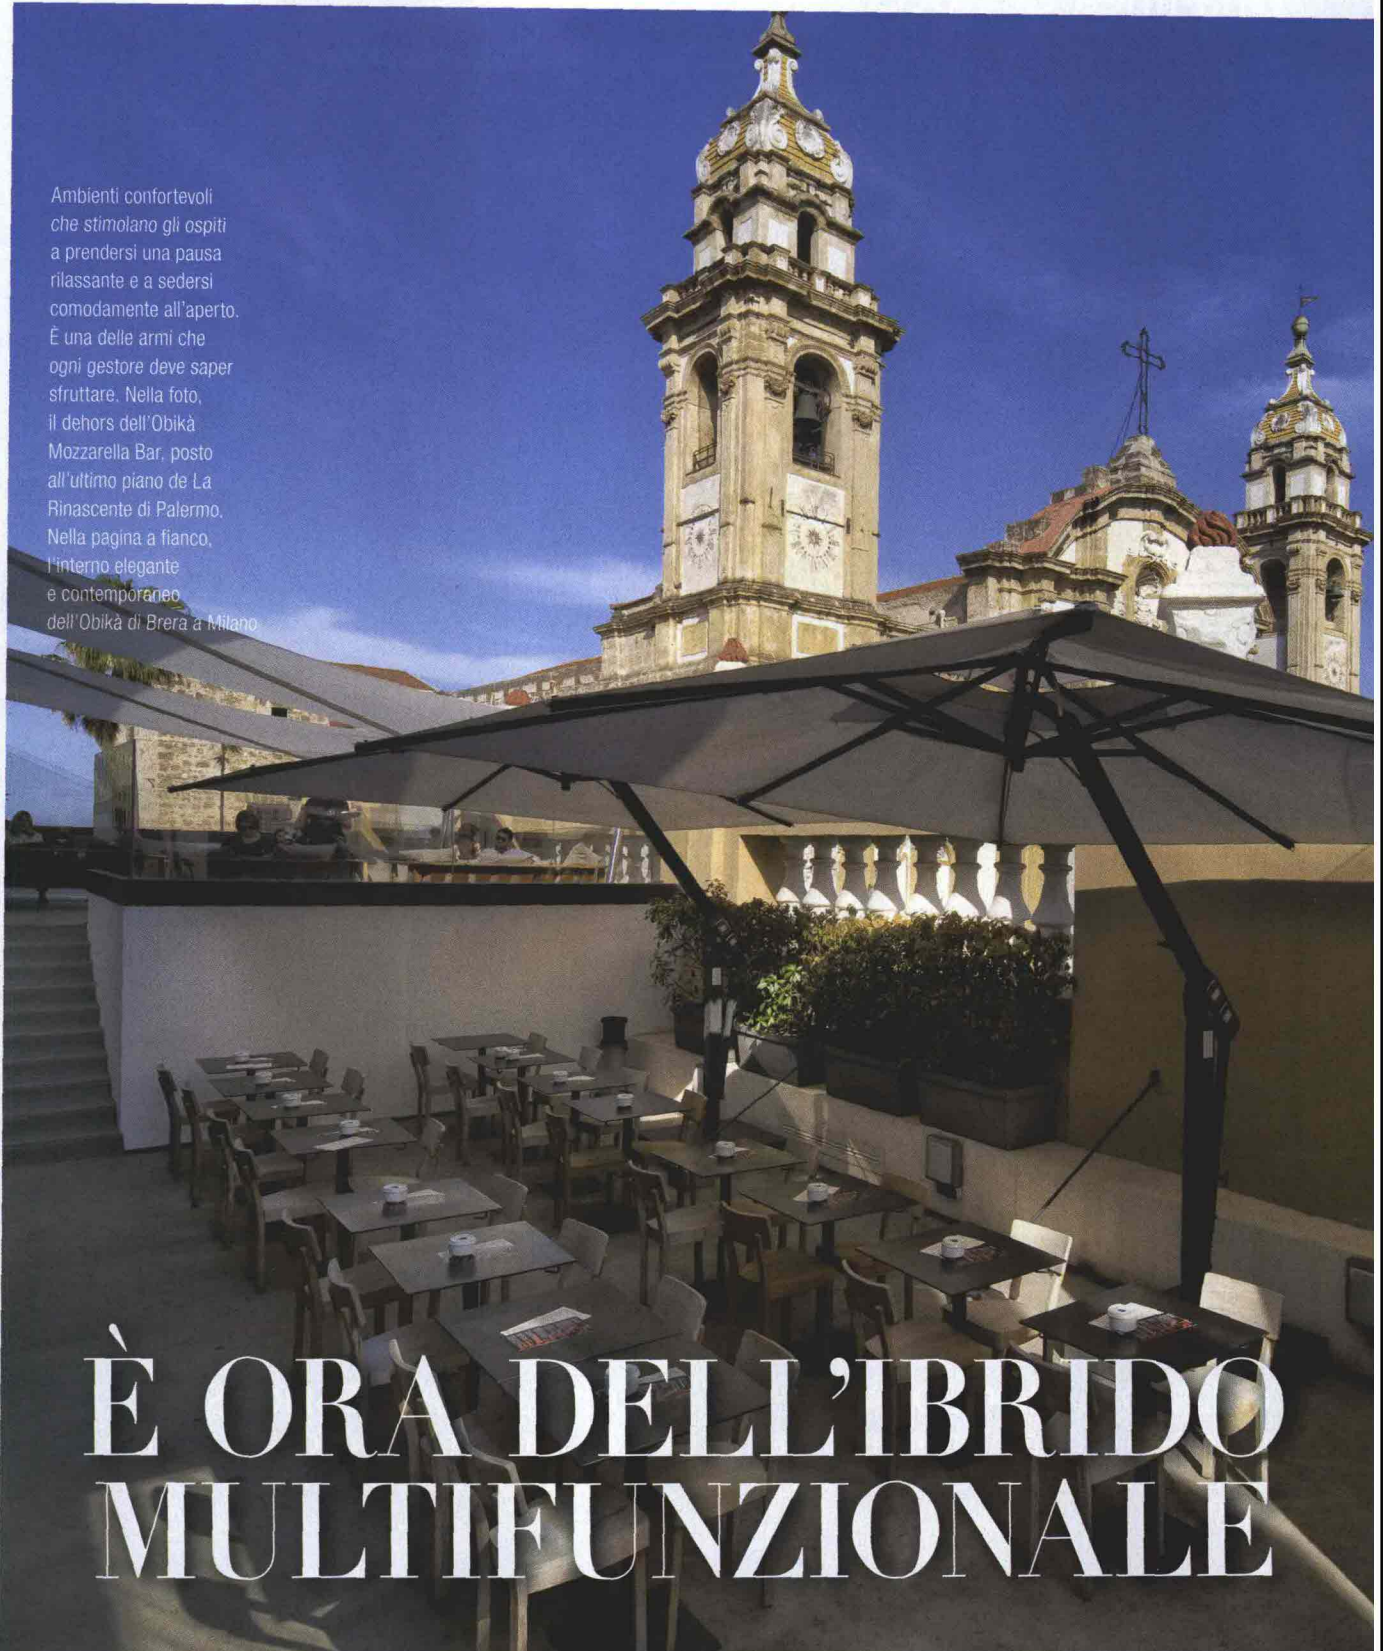 Ambienti confortevoli
che stimolano gli ospiti
a prendersi una pausa
rilassante e a sedersi
comodamente all'aperto.
È una delle armi che
ogni gestore deve saper
sfruttare. Nella foto,
il dehors dell'Obikà
Mozzarella Bar, posto
all'ultimo piano de La
Rinascente di Palermo.
Nella pagina a fianco,
l'interno elegante
e contemporaneo
dell'Obikà di Brera a Milano
È ORA DELL'IBRIDO
MULTIFUNZIONALE